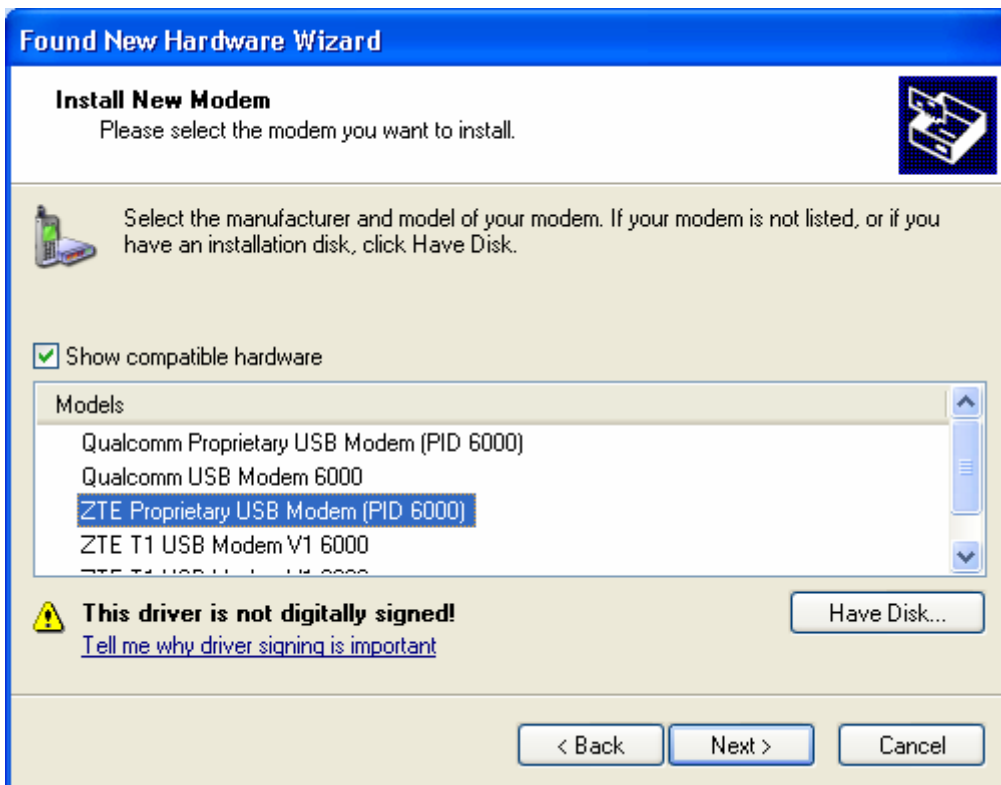 Found New Hardware Wizard
Install New Modem
Please select the modem you want to install.
Select the manufacturer and model of your modem. If your modem is not listed, or if you
have an installation disk, click Have Disk.
Show compatible hardware
Models
Qualcomm Proprietary USB Modem (PID 6000)
Qualcomm USB Modem 6000
ZTE Proprietary USB Modem (PID 6000)
ZTE T1 USB Modem V1 6000
This driver is not digitally signed!
Have Disk...
Tell me why driver signing is important
< Back
Next >
Cancel